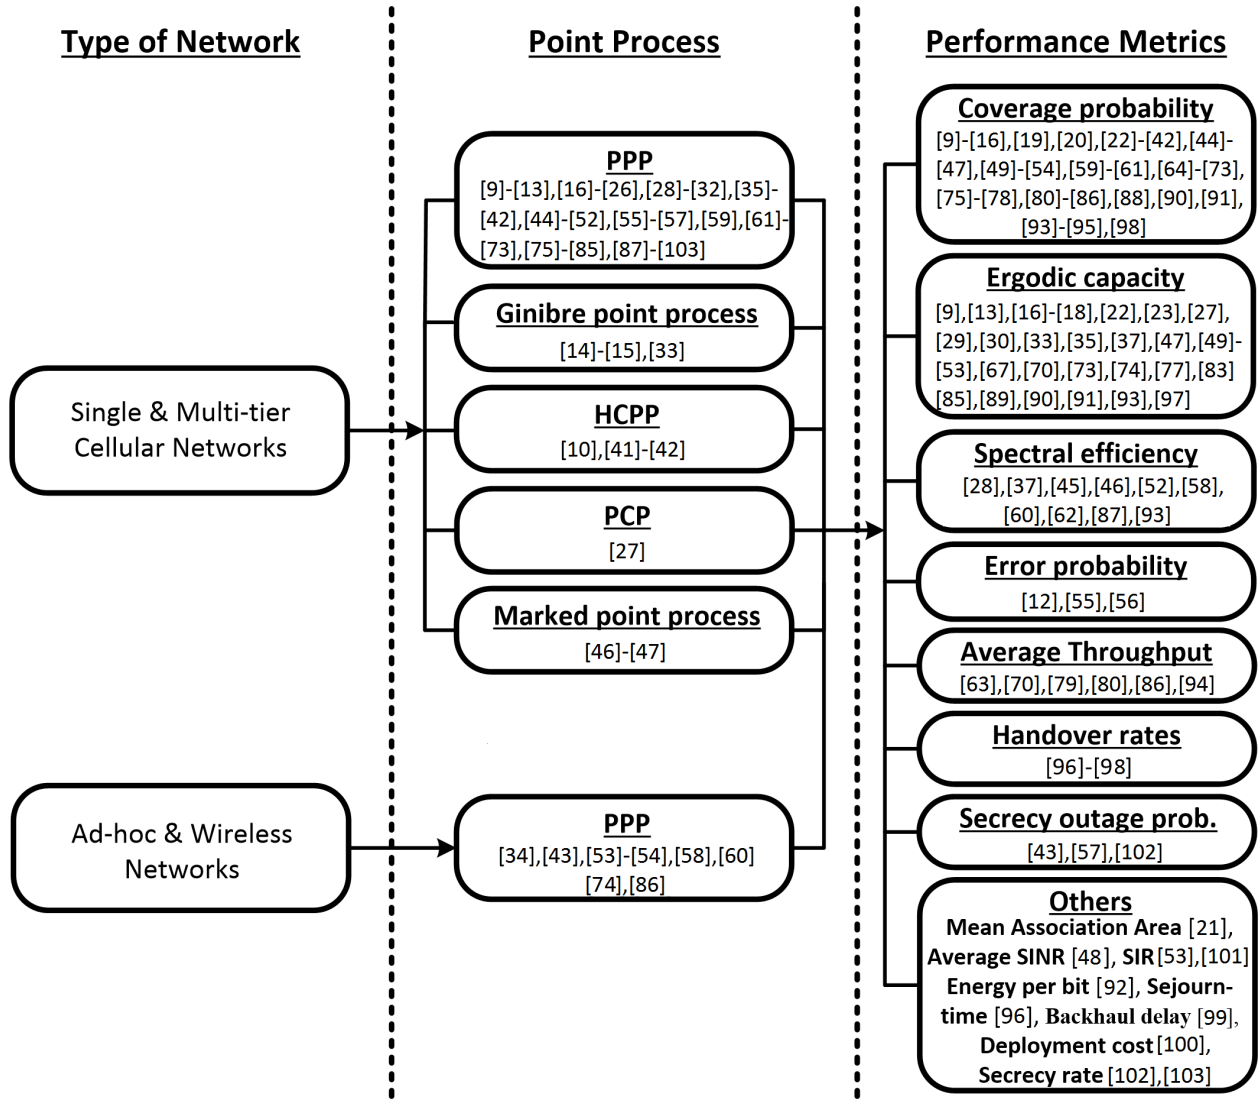 Type of Network
Point Process
Performance Metrics
Single & Multi-tier
Cellular Networks
Ad-hoc & Wireless
Networks
PPP
[9]-[13],[16]-[26],[28]-[32],[35]-
[42],[44]-[52],[55]-[57],[59],[61]-
[73],[75]-[85],[87]-[103]
Ginibre point process
[14]-[15],[33]
HCPP
[10],[41]-[42]
PCP
[27]
Marked point process
[46]-[47]
PPP
[34],[43],[53]-[54],[58],[60]
[74],[86]
Coverage probability
[9]-[16],[19],[20],[22]-[42],[44]-
[47],[49]-[54],[59]-[61],[64]-[73],
[75]-[78],[80]-[86],[88],[90],[91],
[93]-[95],[98]
Ergodic capacity
[9],[13],[16]-[18],[22],[23],[27],
[29],[30],[33],[35],[37],[47],[49]-
[53],[67],[70],[73],[74],[77],[83]
[85],[89],[90],[91],[93],[97]
Spectral efficiency
[28],[37],[45],[46],[52],[58],
[60],[62],[87],[93]
Error probability
[12],[55],[56]
Average Throughput
[63],[70],[79],[80],[86],[94]
Handover rates
[96]-[98]
Secrecy outage prob.
[43],[57],[102]
Others
Mean Association Area [21],
Average SINR [48], SIR[53],[101]
Energy per bit [92], Sejourn-
time [96], Backhaul delay [99],
Deployment cost[100],
Secrecy rate[102],[103]